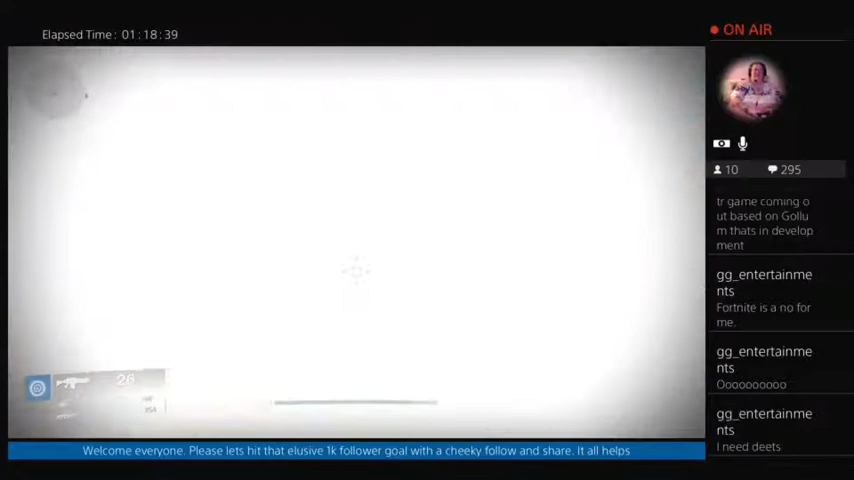 Elapsed Time: 01:18:39
ON AIR
10
295
tr game coming o
ut based on Gollu
m thats in develop
ment
gg_entertainme
nts
Fortnite is a no for
me.
gg_entertainme
nts
Oooooooooo
gg_entertainme
nts
I need deets
26
Welcome everyone. Please lets hit that elusive 1k follower goal with a cheeky follow and share. It all helps